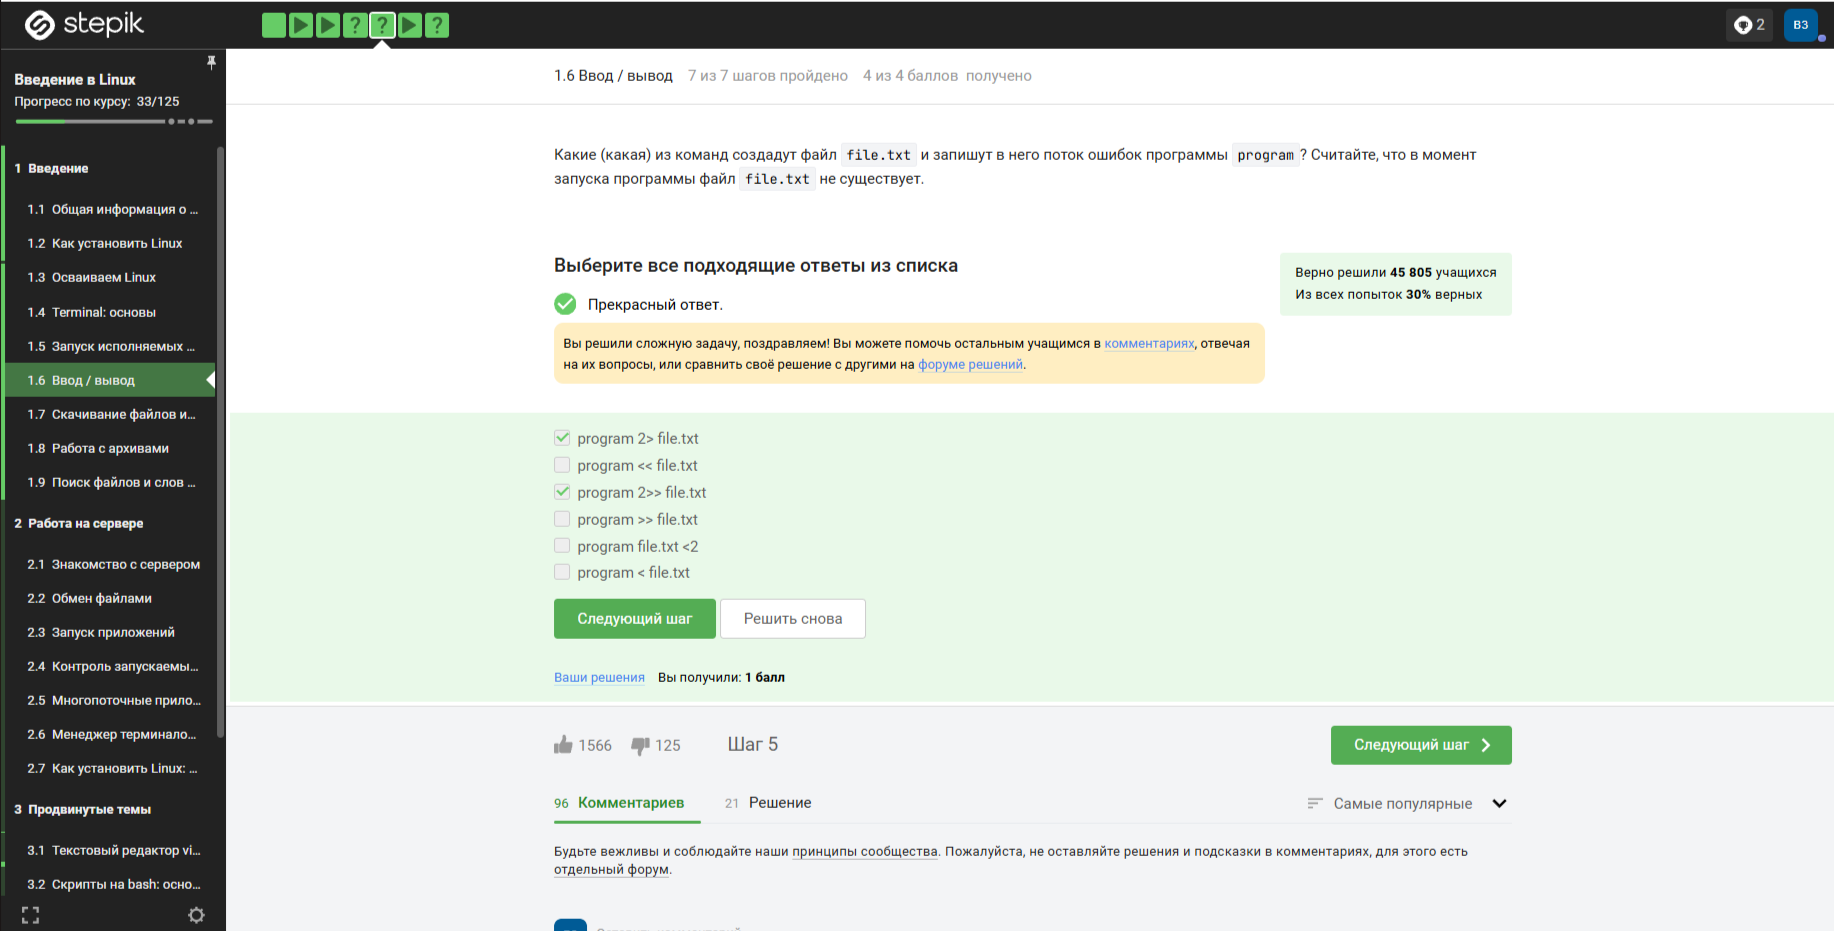 stepik
? ? ?
2
ВЗ
Введение в Linux
Прогресс по курсу: 33/125
1 Введение
1.1 Общая информация о ...
1.2 Как установить Linux
1.3 Осваиваем Linux
1.4 Terminal: основы
1.5 Запуск исполняемых ...
1.6 Ввод / вывод
1.7 Скачивание файлов и...
1.8 Работа с архивами
1.9 Поиск файлов и слов ...
2 Работа на сервере
2.1 Знакомство с сервером
2.2 Обмен файлами
2.3 Запуск приложений
2.4 Контроль запускаемы...
2.5 Многопоточные прило...
2.6 Менеджер терминало...
2.7 Как установить Linux: ...
3 Продвинутые темы
3.1 Текстовый редактор vi...
3.2 Скрипты на bash: осно...
1.6 Ввод / вывод 7 из 7 шагов пройдено 4 из 4 баллов получено
Какие (какая) из команд создадут файл file.txt и запишут в него поток ошибок программы program? Считайте, что в момент
запуска программы файл file.txt не существует.
Выберите все подходящие ответы из списка
Верно решили 45 805 учащихся
Из всех попыток 30% верных
Прекрасный ответ.
Вы решили сложную задачу, поздравляем! Вы можете помочь остальным учащимся в комментариях, отвечая
на их вопросы, или сравнить своё решение с другими на форуме решений.
program 2> file.txt
program << file.txt
program 2>> file.txt
program >> file.txt
program file.txt <2
program < file.txt
Следующий шаг Решить снова
Ваши решения Вы получили: 1 балл
1566 125 Шаг 5
Следующий шаг
96 Комментариев 21 Решение
Самые популярные
Будьте вежливы и соблюдайте наши принципы сообщества. Пожалуйста, не оставляйте решения и подсказки в комментариях, для этого есть
отдельный форум.